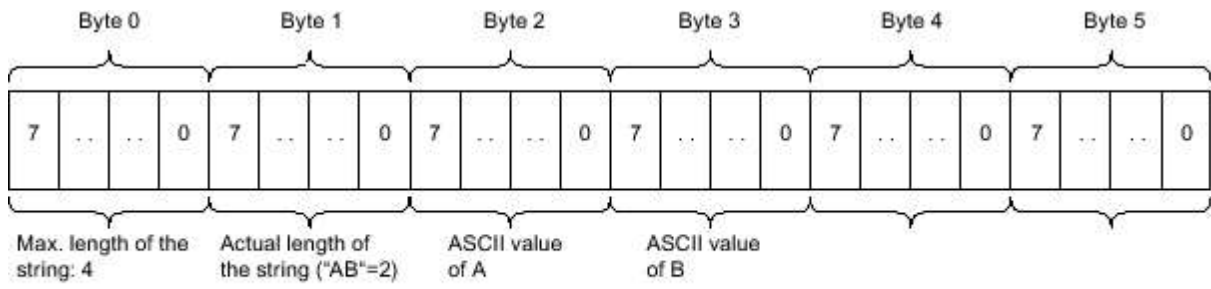 Byte 0 Byte 1 Byte 2 Byte 3 Byte 4 Byte 5
7 .. .. 0 7 .. .. 0 7 .. .. 0 7 .. .. 0 7 .. .. 0 7 .. .. 0
Max. length of the
string: 4
Actual length of
the string ("AB"=2)
ASCII value
of A
ASCII value
of B